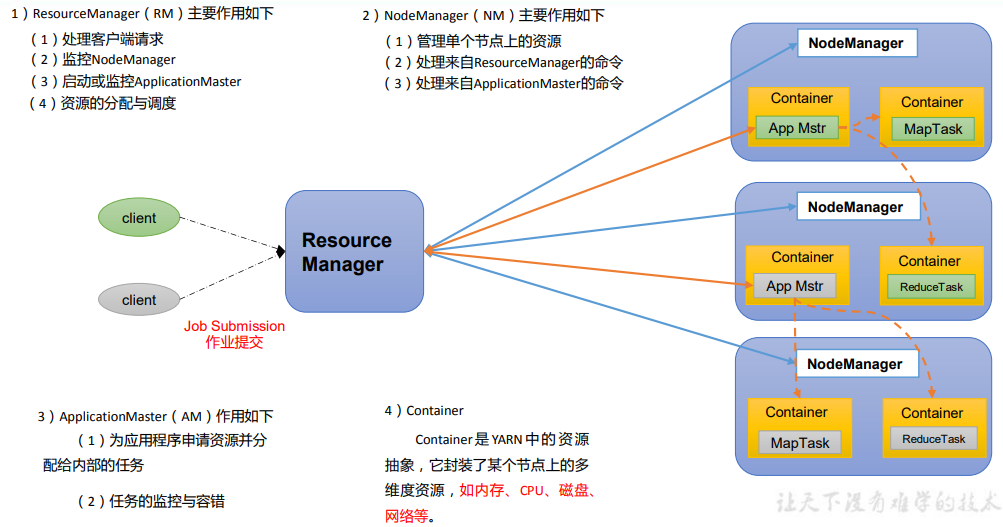 1）ResourceManager（RM）主要作用如下
（1）处理客户端请求
（2）监控NodeManager
（3）启动或监控ApplicationMaster
（4）资源的分配与调度
2）NodeManager（NM）主要作用如下
（1）管理单个节点上的资源
（2）处理来自ResourceManager的命令
（3）处理来自ApplicationMaster的命令
NodeManager
Container
App Mstr
Container
MapTask
client
client
Job Submission
作业提交
Resource
Manager
NodeManager
Container
App Mstr
Container
ReduceTask
NodeManager
Container
MapTask
Container
ReduceTask
3）ApplicationMaster（AM）作用如下
（1）为应用程序申请资源并分
配给内部的任务
（2）任务的监控与容错
4）Container
Container是YARN中的资源
抽象，它封装了某个节点上的多
维度资源，如内存、CPU、磁盘、
网络等。
让天下没有难学的技术